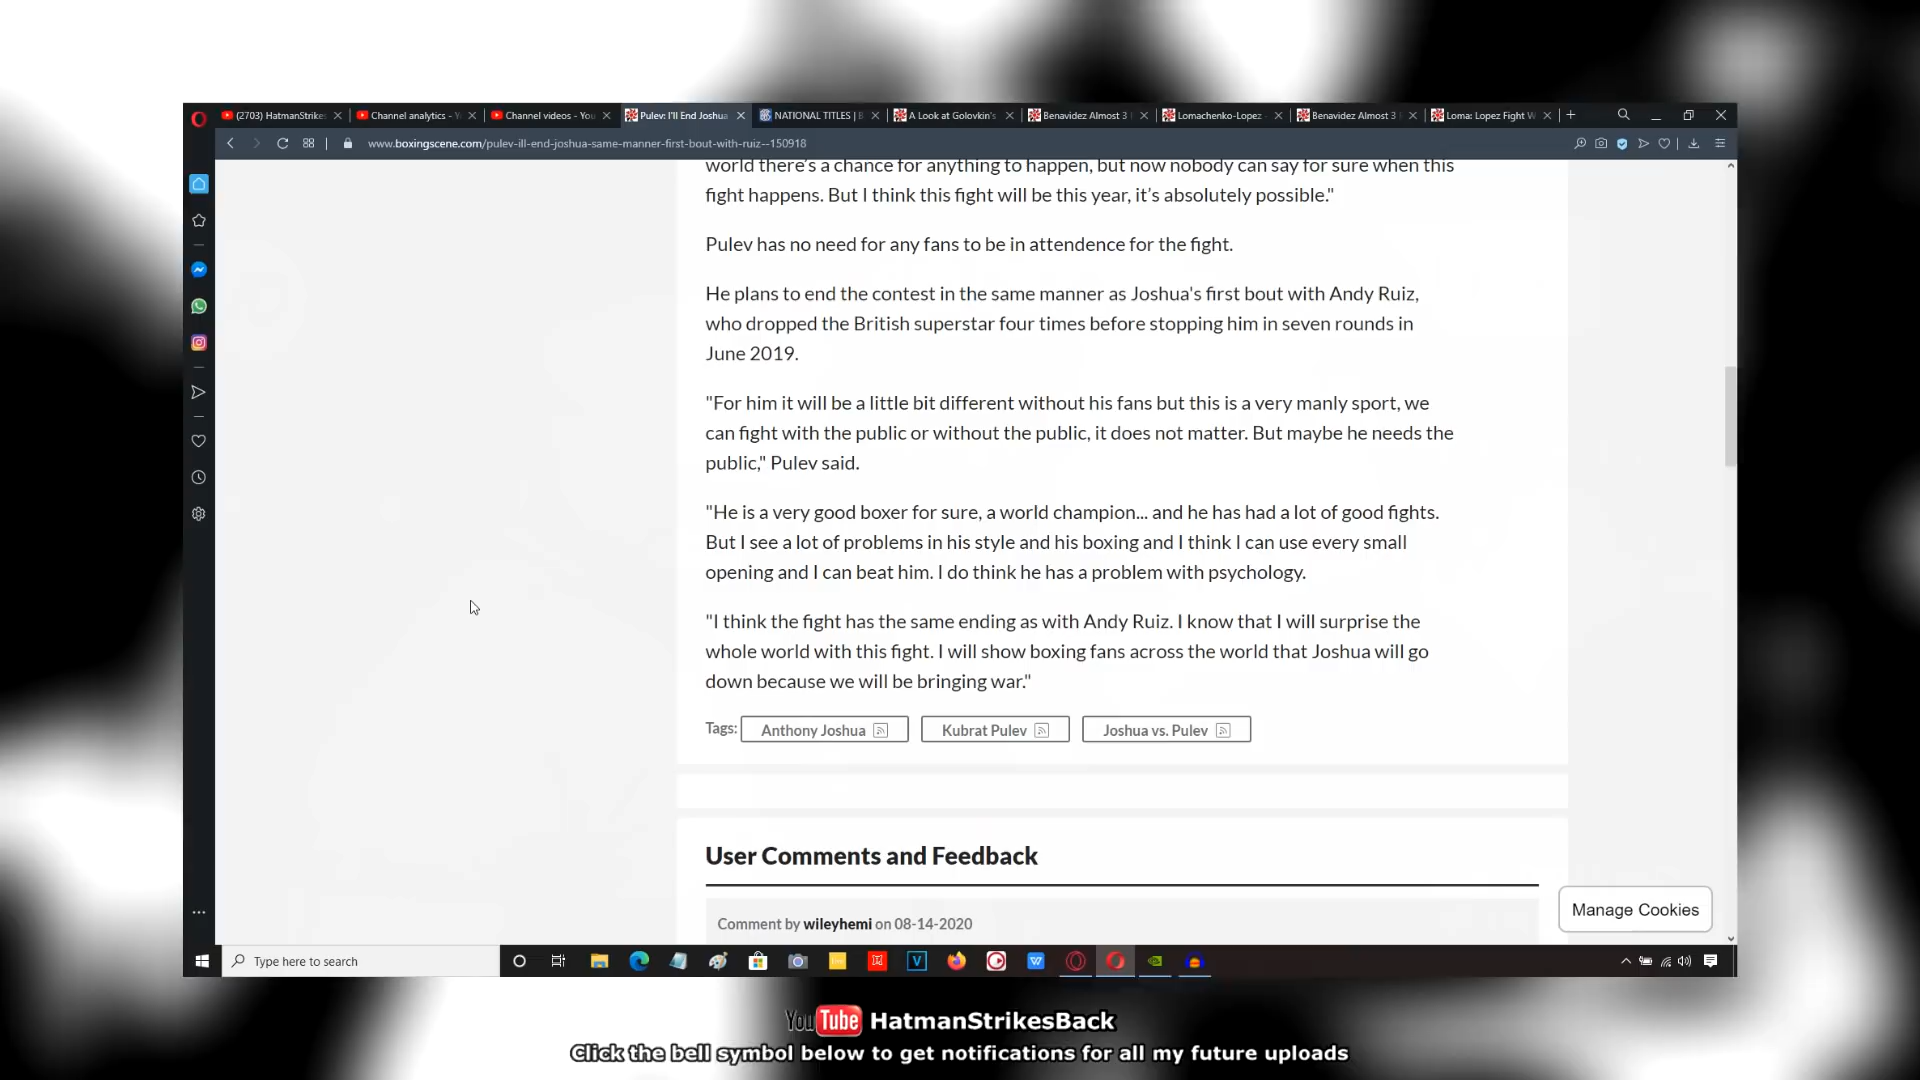 (2703) HatmanStrikes
Channel analytics - Y
Channel videos - You
Pulev: I'll End Joshua
NATIONAL TITLES | B
A Look at Golovkin's
Benavidez Almost 3
Lomachenko-Lopez -
Benavidez Almost 3
Loma: Lopez Fight W
www.boxingscene.com/pulev-ill-end-joshua-same-manner-first-bout-with-ruiz--150918
world there's a chance for anything to happen, but now nobody can say for sure when this
fight happens. But I think this fight will be this year, it's absolutely possible."
Pulev has no need for any fans to be in attendence for the fight.
He plans to end the contest in the same manner as Joshua's first bout with Andy Ruiz,
who dropped the British superstar four times before stopping him in seven rounds in
June 2019.
"For him it will be a little bit different without his fans but this is a very manly sport, we
can fight with the public or without the public, it does not matter. But maybe he needs the
public," Pulev said.
"He is a very good boxer for sure, a world champion... and he has had a lot of good fights.
But I see a lot of problems in his style and his boxing and I think I can use every small
opening and I can beat him. I do think he has a problem with psychology.
"I think the fight has the same ending as with Andy Ruiz. I know that I will surprise the
whole world with this fight. I will show boxing fans across the world that Joshua will go
down because we will be bringing war."
Tags: Anthony Joshua Kubrat Pulev Joshua vs. Pulev
User Comments and Feedback
Comment by wileyhemi on 08-14-2020
Manage Cookies
Type here to search
YouTube HatmanStrikesBack
Click the bell symbol below to get notifications for all my future uploads